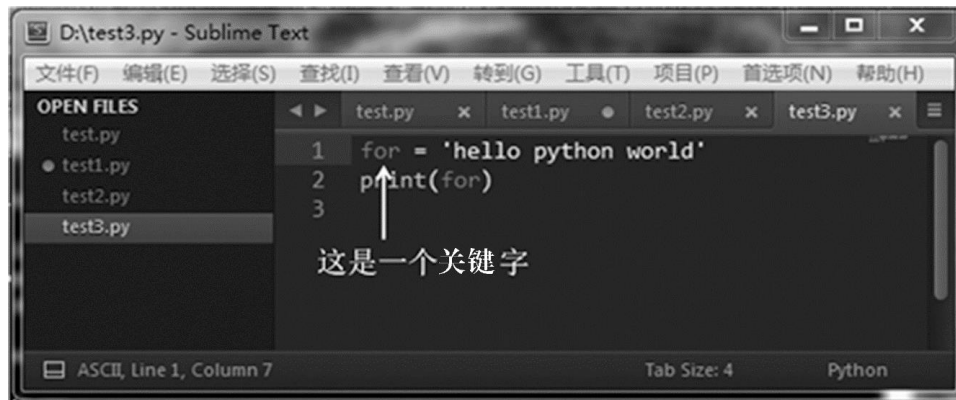 D:\test3.py - Sublime Text
文件(F) 编辑(E) 选择(S) 查找(I) 查看(V) 转到(G) 工具(T) 项目(P) 首选项(N) 帮助(H)
OPEN FILES
test.py
test1.py
test2.py
test3.py
test.py test1.py test2.py test3.py
1 for = 'hello python world'
2 print(for)
3
这是一个关键字
ASCII, Line 1, Column 7 Tab Size: 4 Python